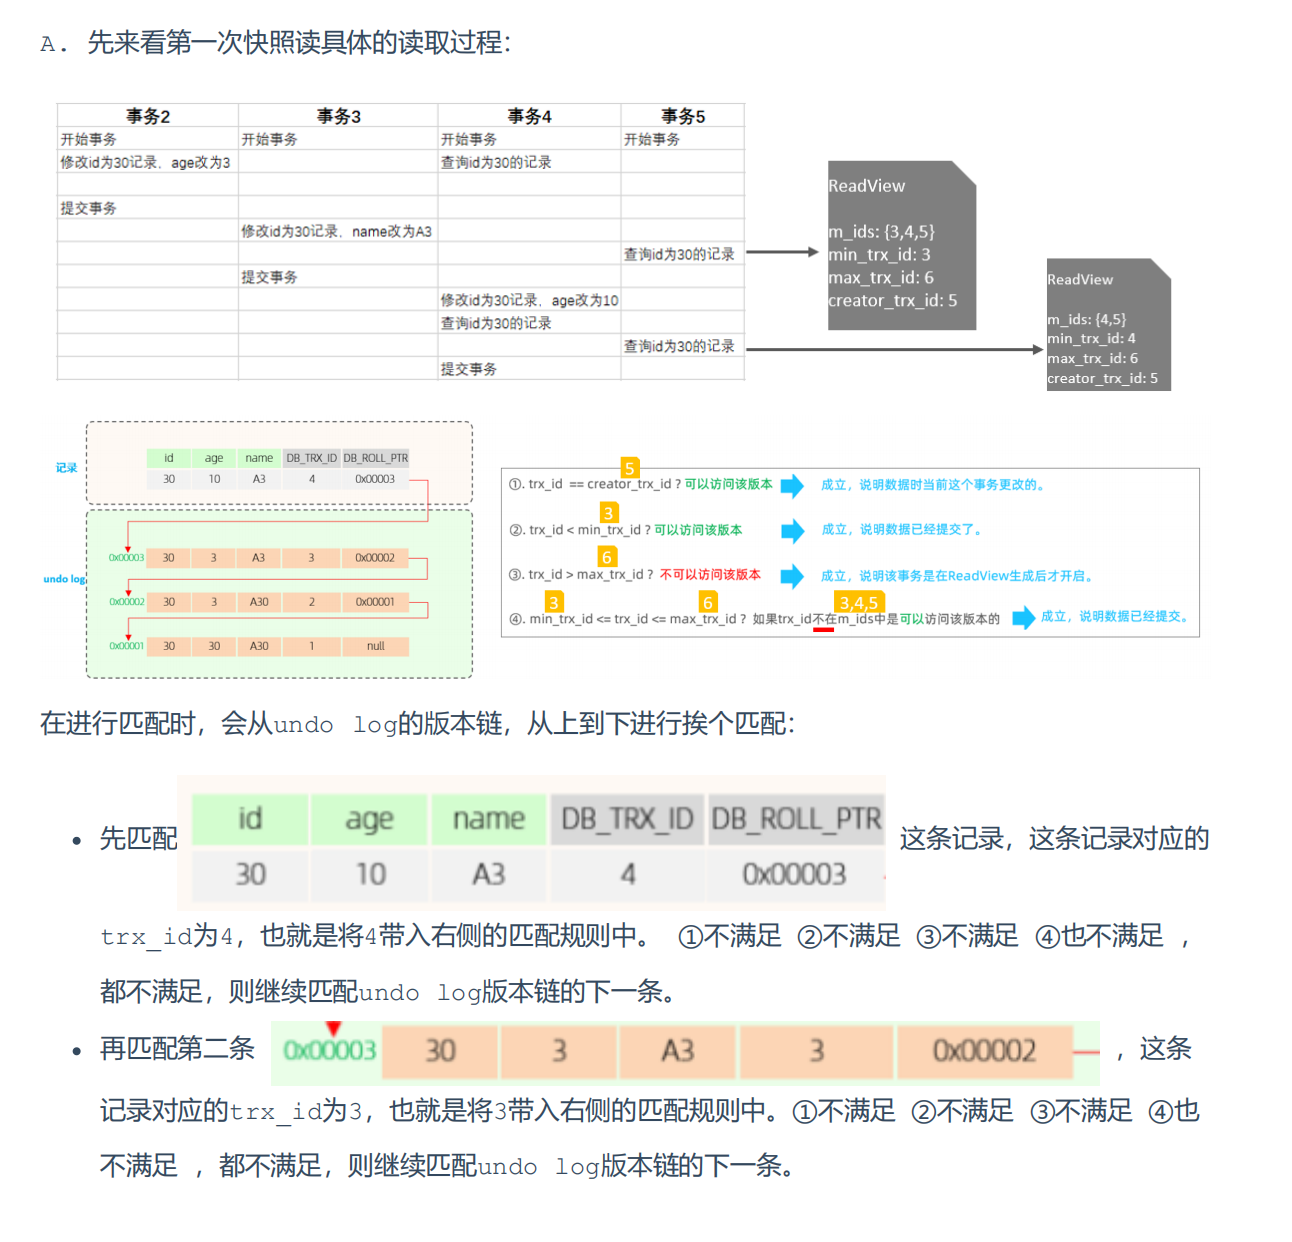 A. 先来看第一次快照读具体的读取过程：
事务2 事务3 事务4 事务5
开始事务 开始事务 开始事务 开始事务
修改id为30记录，age改为3 查询id为30的记录
提交事务
修改id为30记录，name改为A3
查询id为30的记录
提交事务
修改id为30记录，age改为10
查询id为30的记录
查询id为30的记录
提交事务
ReadView
m_ids: {3,4,5}
min_trx_id: 3
max_trx_id: 6
creator_trx_id: 5
ReadView
m_ids: {4,5}
min_trx_id: 4
max_trx_id: 6
creator_trx_id: 5
记录
id age name DB_TRX_ID DB_ROLL_PTR
30 10 A3 4 0x00003
undo log
0x00003 30 3 A3 3 0x00002
0x00002 30 3 A30 2 0x00001
0x00001 30 30 A30 1 null
5
①. trx_id == creator_trx_id ? 可以访问该版本 成立，说明数据时当前这个事务更改的。
3
②. trx_id < min_trx_id ? 可以访问该版本 成立，说明数据已经提交了。
6
③. trx_id > max_trx_id ? 不可以访问该版本 成立，说明该事务是在ReadView生成后才开启。
3 6 3,4,5
④. min_trx_id <= trx_id <= max_trx_id ? 如果trx_id不在m_ids中是可以访问该版本的 成立，说明数据已经提交。
在进行匹配时，会从undo log的版本链，从上到下进行挨个匹配：
id age name DB_TRX_ID DB_ROLL_PTR
• 先匹配 这条记录，这条记录对应的
30 10 A3 4 0x00003
trx_id为4，也就是将4带入右侧的匹配规则中。 ①不满足 ②不满足 ③不满足 ④也不满足 ，
都不满足，则继续匹配undo log版本链的下一条。
• 再匹配第二条 0x00003 30 3 A3 3 0x00002 ，这条
记录对应的trx_id为3，也就是将3带入右侧的匹配规则中。①不满足 ②不满足 ③不满足 ④也
不满足 ，都不满足，则继续匹配undo log版本链的下一条。